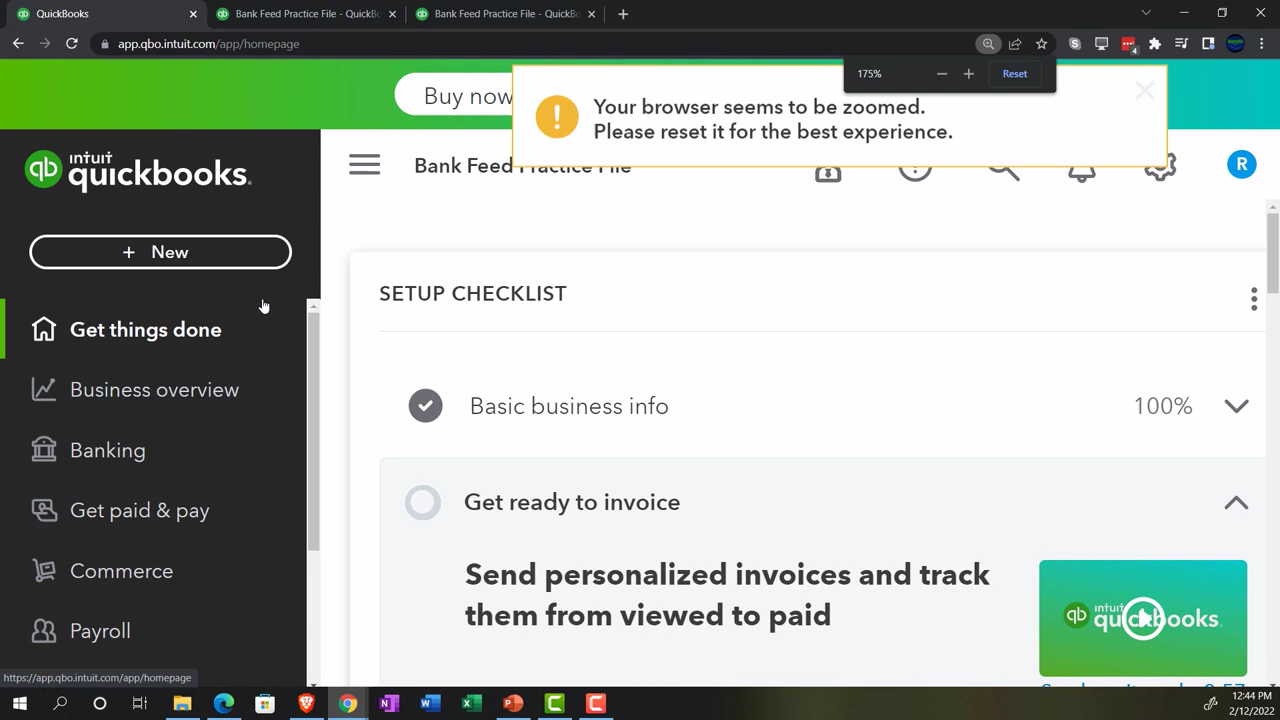 QuickBooks
Bank Feed Practice File - QuickB
Bank Feed Practice File - QuickB
app.qbo.intuit.com/app/homepage
4
175%
Reset
Buy now
Your browser seems to be zoomed.
Please reset it for the best experience.
intuit
quickbooks.
Bank Feed Practice File
R
+ New
SETUP CHECKLIST
Get things done
Business overview
Basic business info
100%
Banking
Get ready to invoice
Get paid & pay
Commerce
Send personalized invoices and track
them from viewed to paid
intuit
quickbooks.
Payroll
https://app.qbo.intuit.com/app/homepage
12:44 PM
2/12/2022